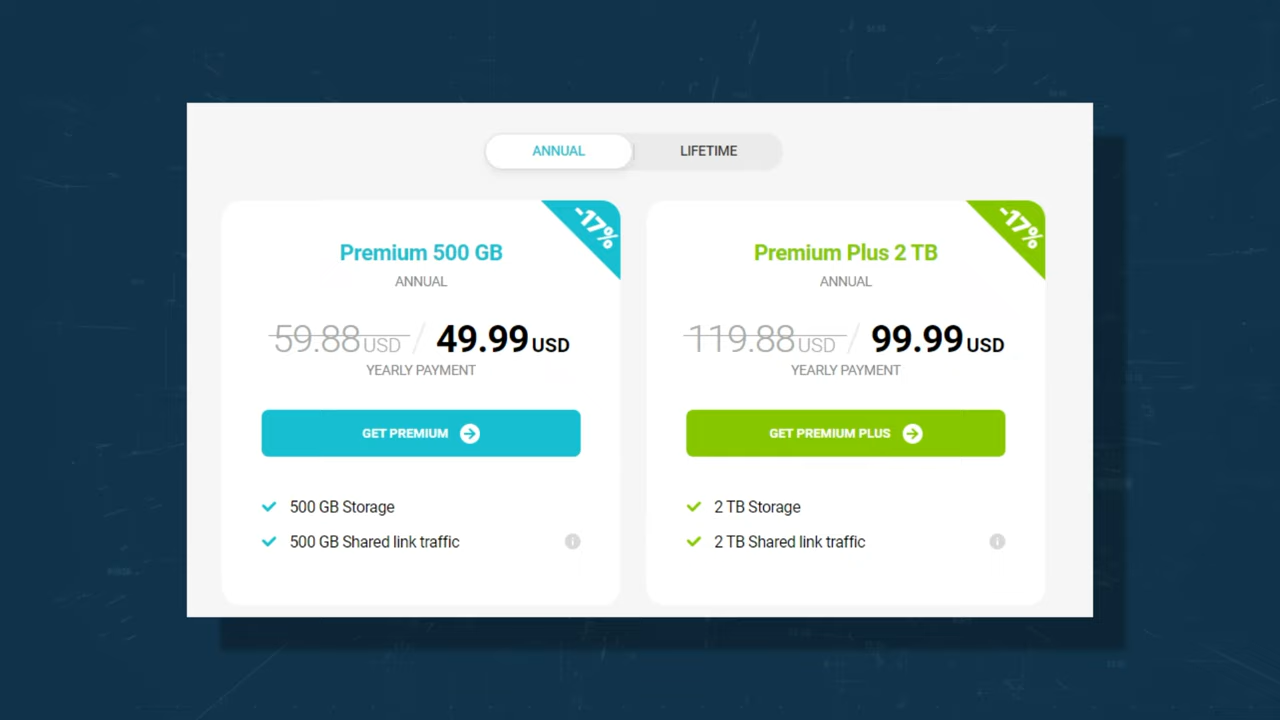 ANNUAL LIFETIME
-17%
Premium 500 GB
ANNUAL
59.88 USD / 49.99 USD
YEARLY PAYMENT
GET PREMIUM
500 GB Storage
500 GB Shared link traffic
-17%
Premium Plus 2 TB
ANNUAL
119.88 USD / 99.99 USD
YEARLY PAYMENT
GET PREMIUM PLUS
2 TB Storage
2 TB Shared link traffic